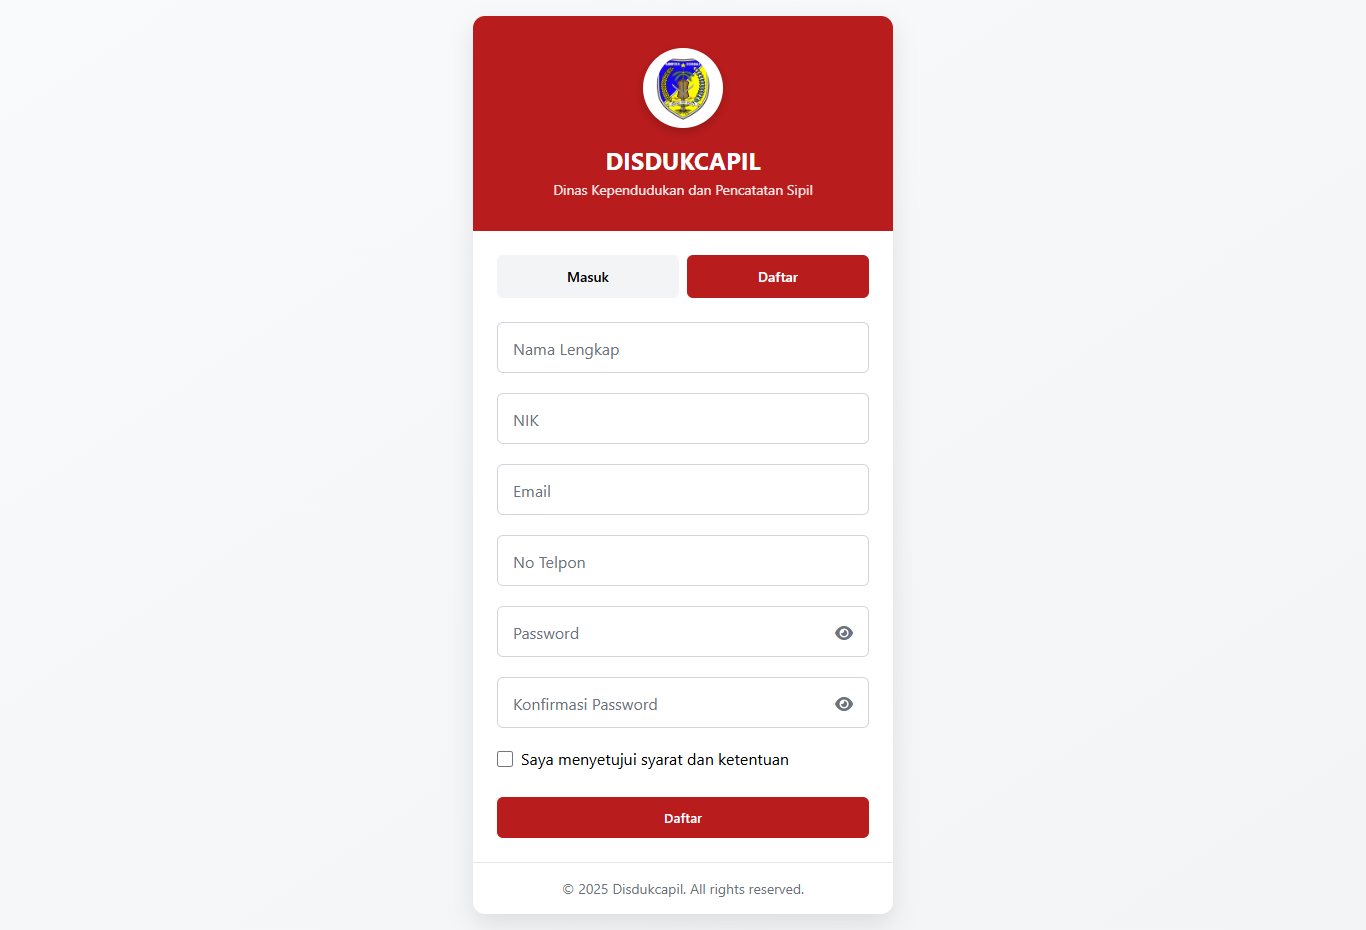 DISDUKCAPIL
Dinas Kependudukan dan Pencatatan Sipil
Masuk
Daftar
Nama Lengkap
NIK
Email
No Telpon
Password
Konfirmasi Password
Saya menyetujui syarat dan ketentuan
Daftar
© 2025 Disdukcapil. All rights reserved.